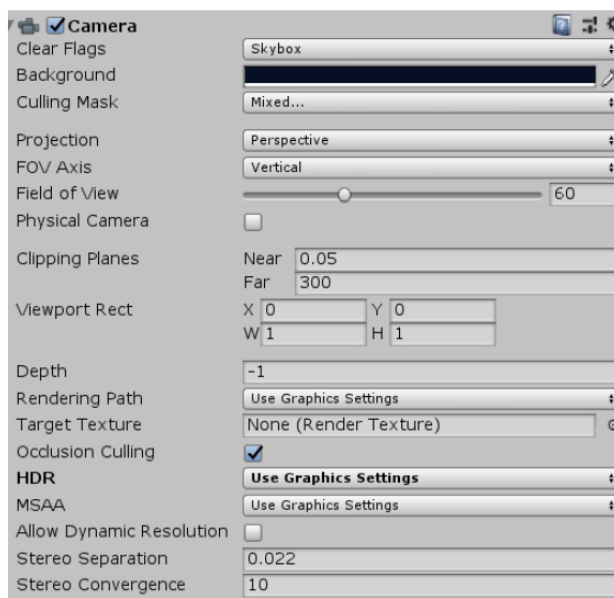 Camera
Clear Flags Skybox
Background
Culling Mask Mixed...
Projection Perspective
FOV Axis Vertical
Field of View 60
Physical Camera
Clipping Planes Near 0.05
Far 300
Viewport Rect X 0 Y 0
W 1 H 1
Depth -1
Rendering Path Use Graphics Settings
Target Texture None (Render Texture)
Occlusion Culling
HDR Use Graphics Settings
MSAA Use Graphics Settings
Allow Dynamic Resolution
Stereo Separation 0.022
Stereo Convergence 10